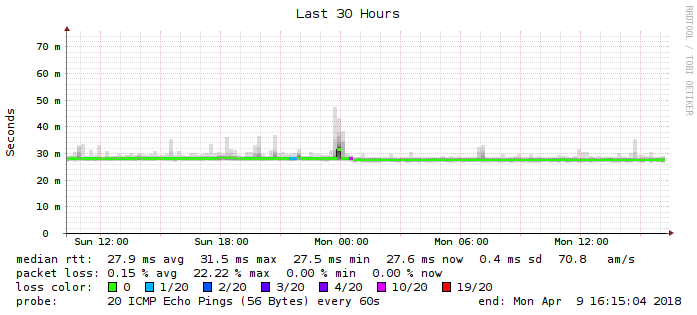 Last 30 Hours
RRDTOOL / TOBI OETIKER
Seconds
70 m
60 m
50 m
40 m
30 m
20 m
10 m
0
Sun 12:00 Sun 18:00 Mon 00:00 Mon 06:00 Mon 12:00
median rtt: 27.9 ms avg 31.5 ms max 27.5 ms min 27.6 ms now 0.4 ms sd 70.8 am/s
packet loss: 0.15 % avg 22.22 % max 0.00 % min 0.00 % now
loss color: 0 1/20 2/20 3/20 4/20 10/20 19/20
probe: 20 ICMP Echo Pings (56 Bytes) every 60s end: Mon Apr 9 16:15:04 2018